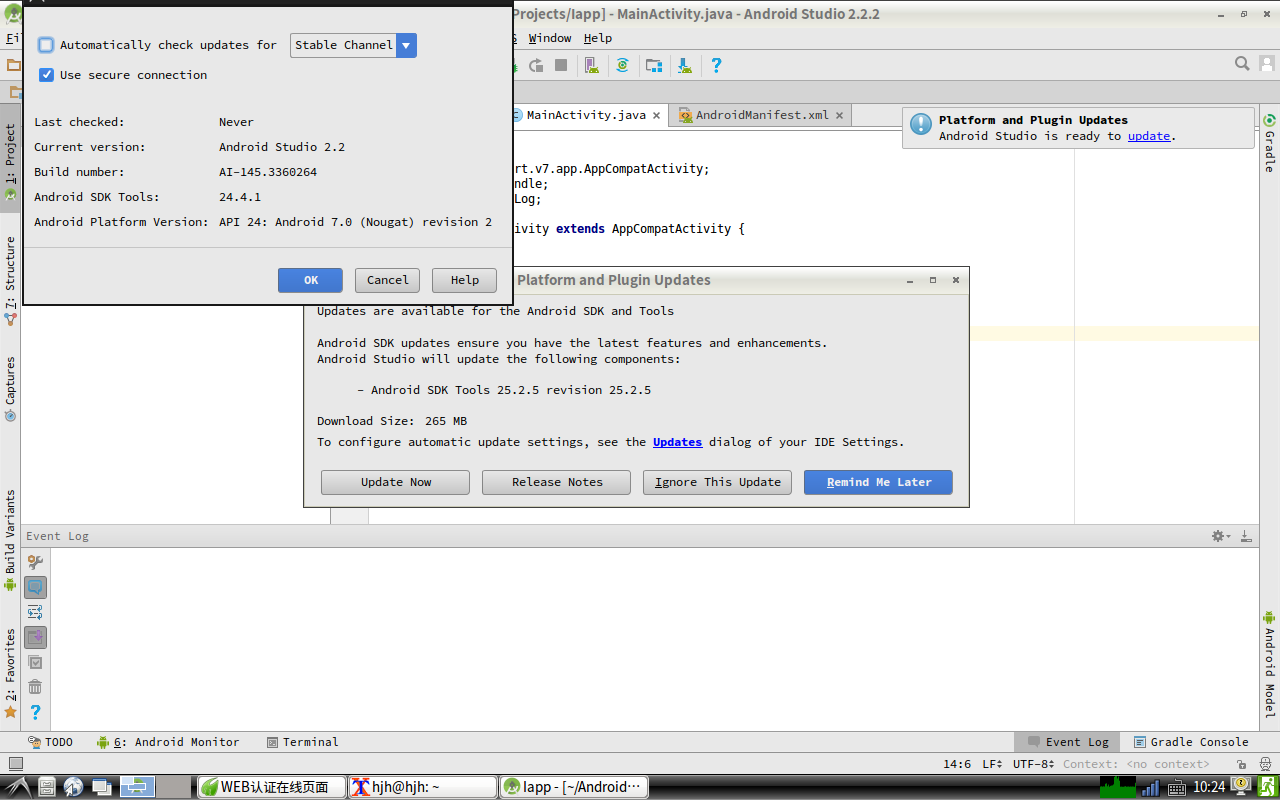 Projects/Iapp] - MainActivity.java - Android Studio 2.2.2
Window Help
Automatically check updates for Stable Channel
Use secure connection
Last checked: Never
Current version: Android Studio 2.2
Build number: AI-145.3360264
Android SDK Tools: 24.4.1
Android Platform Version: API 24: Android 7.0 (Nougat) revision 2
OK Cancel Help
MainActivity.java AndroidManifest.xml
Platform and Plugin Updates
Android Studio is ready to update.
rt.v7.app.AppCompatActivity;
ndle;
Log;
ivity extends AppCompatActivity {
Platform and Plugin Updates
Updates are available for the Android SDK and Tools
Android SDK updates ensure you have the latest features and enhancements.
Android Studio will update the following components:
- Android SDK Tools 25.2.5 revision 25.2.5
Download Size: 265 MB
To configure automatic update settings, see the Updates dialog of your IDE Settings.
Update Now Release Notes Ignore This Update Remind Me Later
1: Project
7: Structure
Captures
Build Variants
2: Favorites
Gradle
Android Model
Event Log
TODO 6: Android Monitor Terminal Event Log Gradle Console
14:6 LF UTF-8 Context: <no context>
WEB认证在线页面 hjh@hjh: ~ Iapp - [~/Android··· 10:24